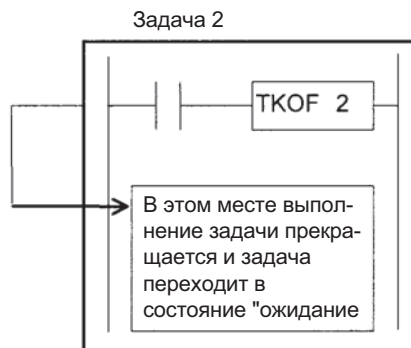 Задача 2
TKOF 2
В этом месте выпол-
нение задачи прекра-
щается и задача
переходит в
состояние "ожидание